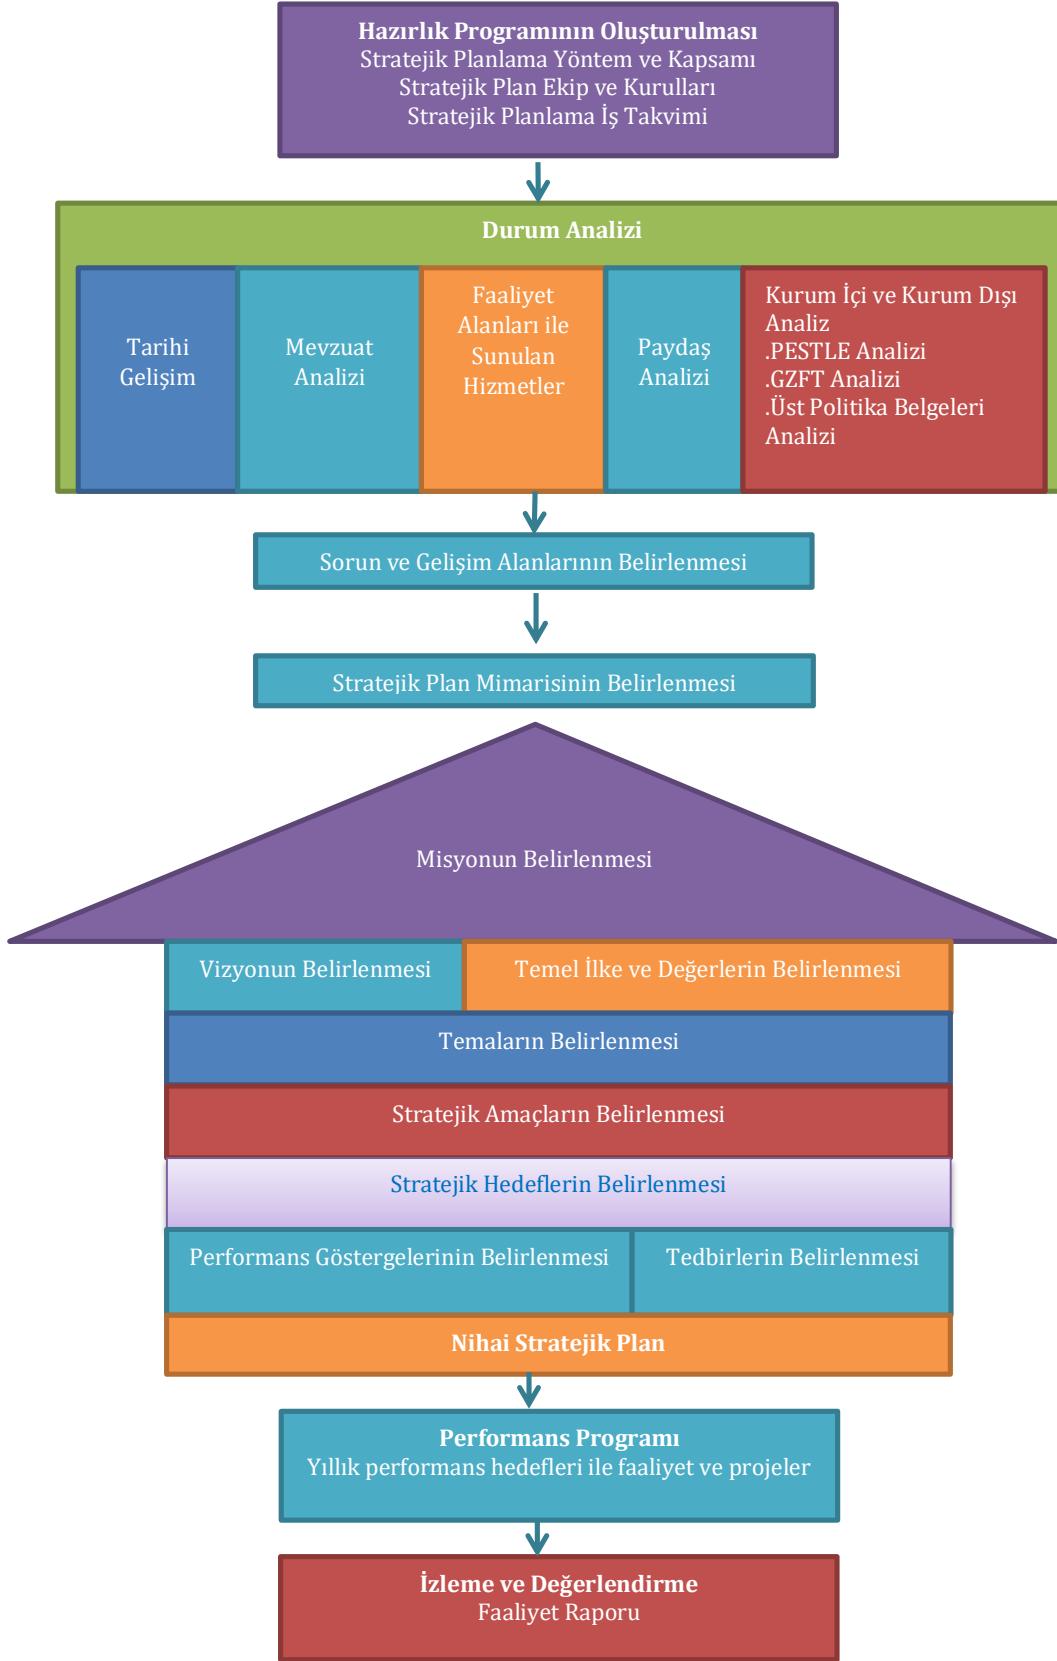 Hazırlık Programının Oluşturulması
Stratejik Planlama Yöntem ve Kapsamı
Stratejik Plan Ekip ve Kurulları
Stratejik Planlama İş Takvimi
Durum Analizi
Tarihi
Gelişim
Mevzuat
Analizi
Faaliyet
Alanları ile
Sunulan
Hizmetler
Paydaş
Analizi
Kurum İçi ve Kurum Dışı
Analiz
.PESTLE Analizi
.GZFT Analizi
.Üst Politika Belgeleri
Analizi
Sorun ve Gelişim Alanlarının Belirlenmesi
Stratejik Plan Mimarisinin Belirlenmesi
Misyonun Belirlenmesi
Vizyonun Belirlenmesi
Temel İlke ve Değerlerin Belirlenmesi
Temaların Belirlenmesi
Stratejik Amaçların Belirlenmesi
Stratejik Hedeflerin Belirlenmesi
Performans Göstergelerinin Belirlenmesi
Tedbirlerin Belirlenmesi
Nihai Stratejik Plan
Performans Programı
Yıllık performans hedefleri ile faaliyet ve projeler
İzleme ve Değerlendirme
Faaliyet Raporu